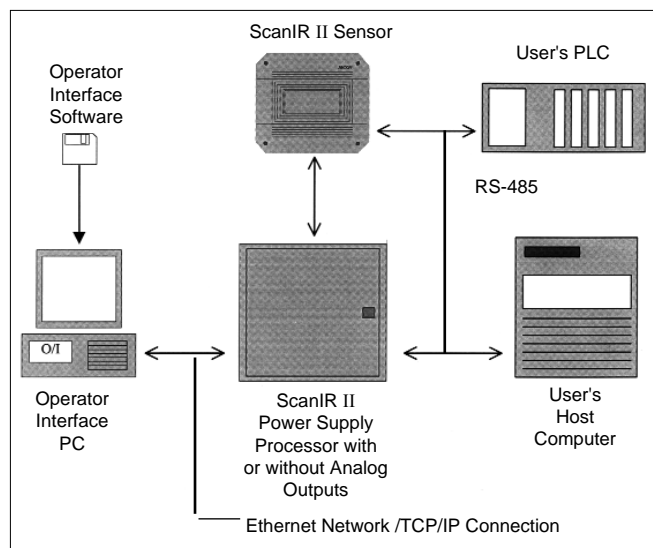 ScanIR II Sensor
User's PLC
Operator
Interface
Software
RS-485
O/I
Operator
Interface
PC
ScanIR II
Power Supply
Processor with
or without Analog
Outputs
User's
Host
Computer
Ethernet Network /TCP/IP Connection